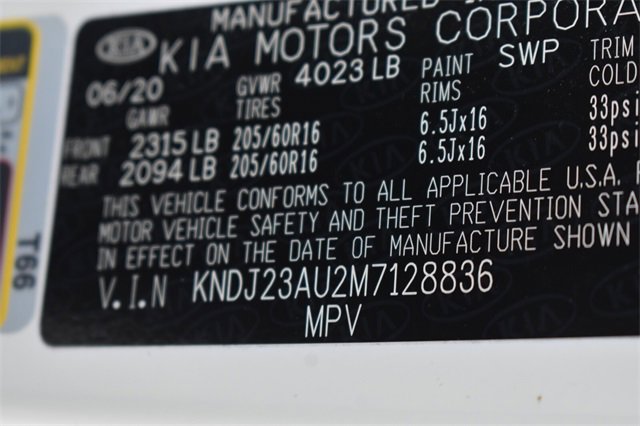 MANUFACTURED
KIA KIA MOTORS CORPORA
06/20 GVWR 4023 LB PAINT SWP TRIM
GAWR TIRES RIMS COLD
FRONT 2315 LB 205/60R16 6.5Jx16 33psi
REAR 2094 LB 205/60R16 6.5Jx16 33psi
THIS VEHICLE CONFORMS TO ALL APPLICABLE U.S.A. F
MOTOR VEHICLE SAFETY AND THEFT PREVENTION STA
IN EFFECT ON THE DATE OF MANUFACTURE SHOWN
V.I.N KNDJ23AU2M7128836
MPV
T66